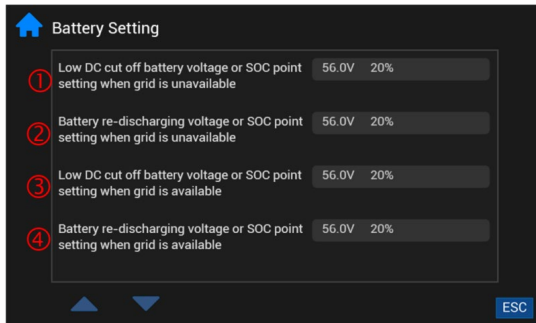 Battery Setting
① Low DC cut off battery voltage or SOC point 56.0V 20%
setting when grid is unavailable
② Battery re-discharging voltage or SOC point 56.0V 20%
setting when grid is unavailable
③ Low DC cut off battery voltage or SOC point 56.0V 20%
setting when grid is available
④ Battery re-discharging voltage or SOC point 56.0V 20%
setting when grid is available
ESC